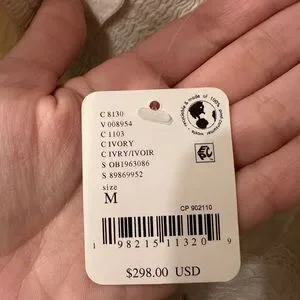 C 8130
V 008954
C 1103
C IVORY
C IVRY/IVOIR
S OB1963086
S 89869952
size
M
CP 902110
1 98215 11320 9
$298.00 USD